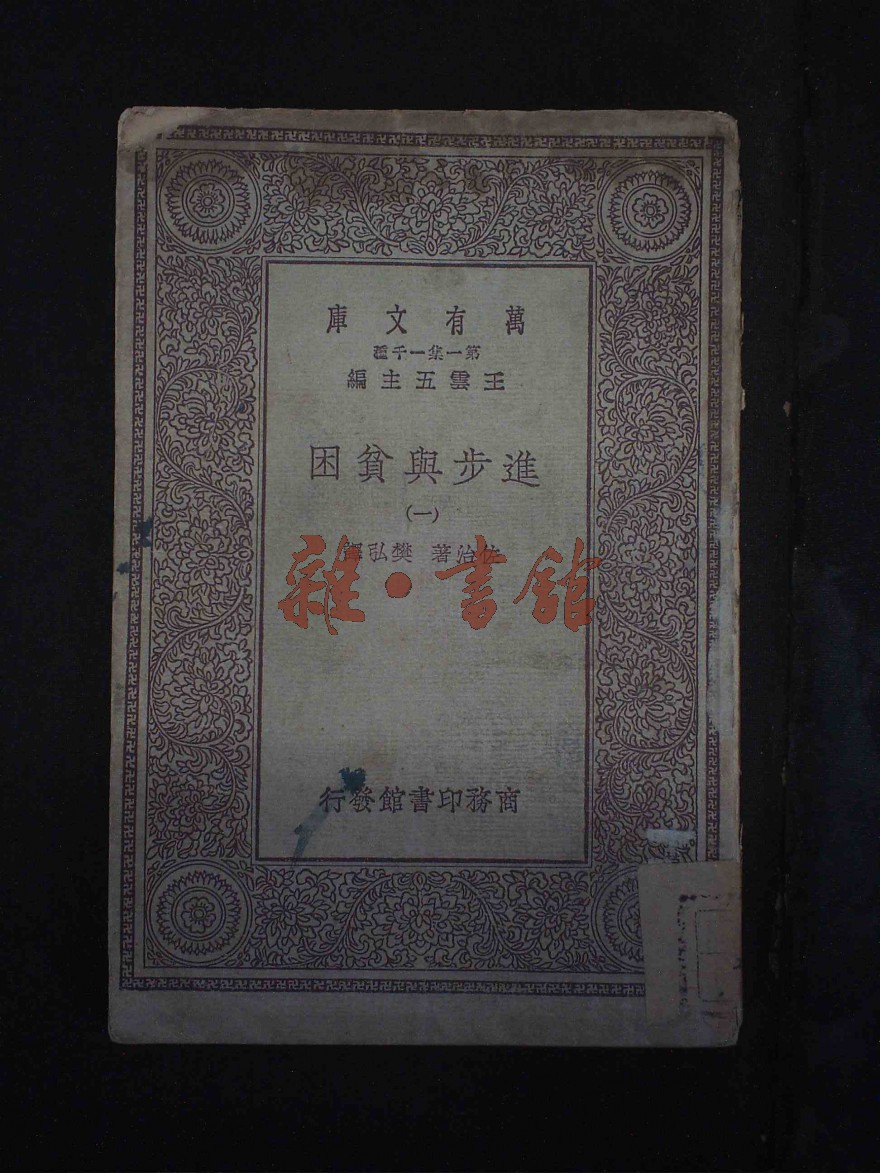 萬有文庫
第一集一千種
王雲五主編
進步與貧困
(一)
佐治著 樊弘譯
雜·書館
商務印書館發行